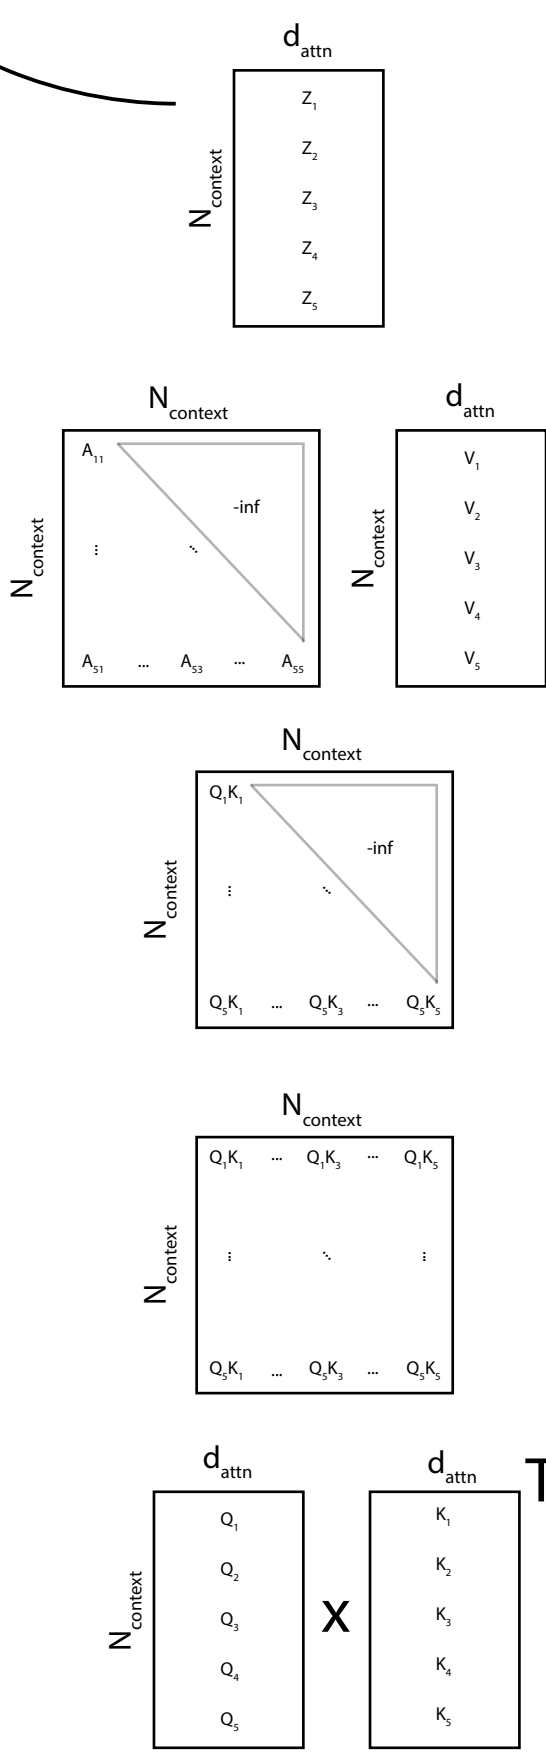 d_attn
Z_1
Z_2
Z_3
Z_4
Z_5
N_context
N_context
d_attn
A_11
-inf
⋮ ⋱
A_51 ... A_53 ... A_55
N_context
V_1
V_2
V_3
V_4
V_5
N_context
N_context
Q_1K_1
-inf
⋮ ⋱
Q_5K_1 ... Q_5K_3 ... Q_5K_5
N_context
N_context
Q_1K_1 ... Q_1K_3 ... Q_1K_5
⋮ ⋱ ⋮
Q_5K_1 ... Q_5K_3 ... Q_5K_5
N_context
d_attn
d_attn
T
Q_1
Q_2
Q_3
Q_4
Q_5
N_context
x
K_1
K_2
K_3
K_4
K_5